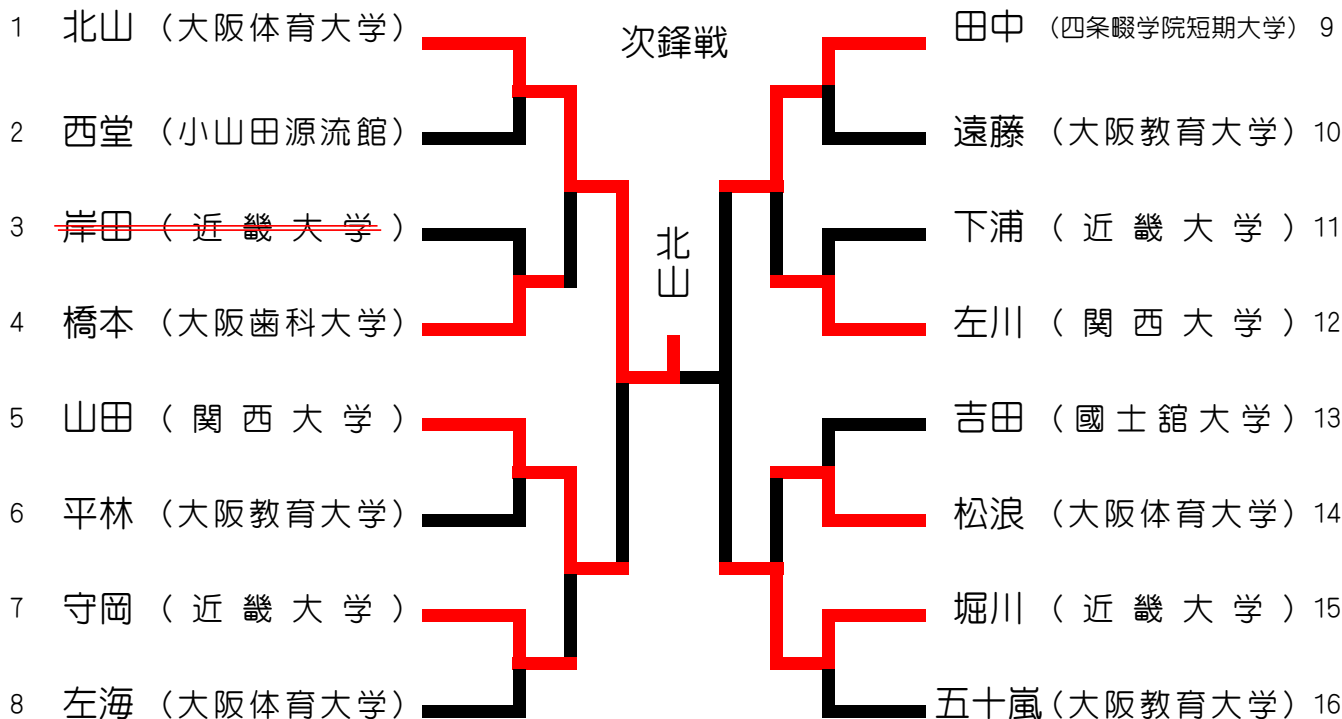 次鋒戦
1 北山 (大阪体育大学)
2 西堂 (小山田源流館)
3 岸田 (近畿大学)
4 橋本 (大阪歯科大学)
5 山田 (関西大学)
6 平林 (大阪教育大学)
7 守岡 (近畿大学)
8 左海 (大阪体育大学)
北山
田中 (四条畷学院短期大学) 9
遠藤 (大阪教育大学) 10
下浦 (近畿大学) 11
左川 (関西大学) 12
吉田 (國士舘大学) 13
松浪 (大阪体育大学) 14
堀川 (近畿大学) 15
五十嵐 (大阪教育大学) 16